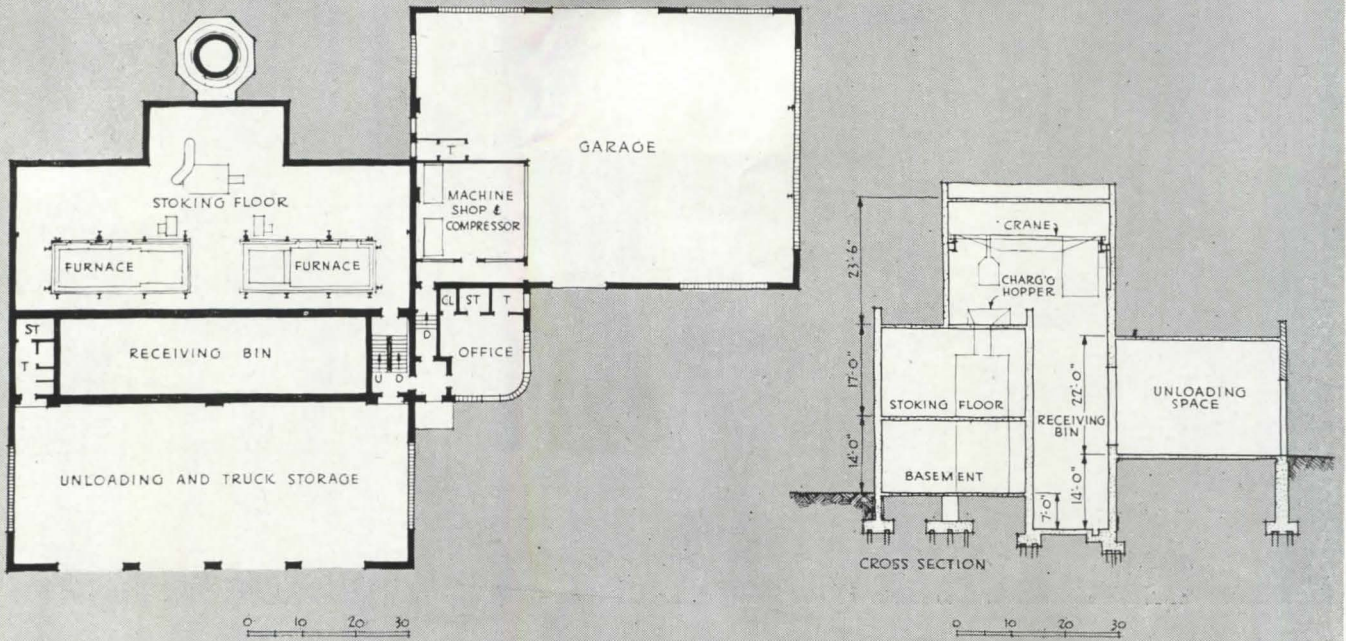 GARAGE
T.
MACHINE
SHOP &
COMPRESSOR
STOKING FLOOR
FURNACE
FURNACE
CL
ST
T
D
OFFICE
ST
T
T
RECEIVING BIN
U
D
UNLOADING AND TRUCK STORAGE
0 10 20 30
CRANE
23'-6"
CHARG'G
HOPPER
17'-0"
STOKING FLOOR
22'-0"
UNLOADING
SPACE
RECEIVING
BIN
14'-0"
BASEMENT
7'-0"
14'-0"
CROSS SECTION
0 10 20 30